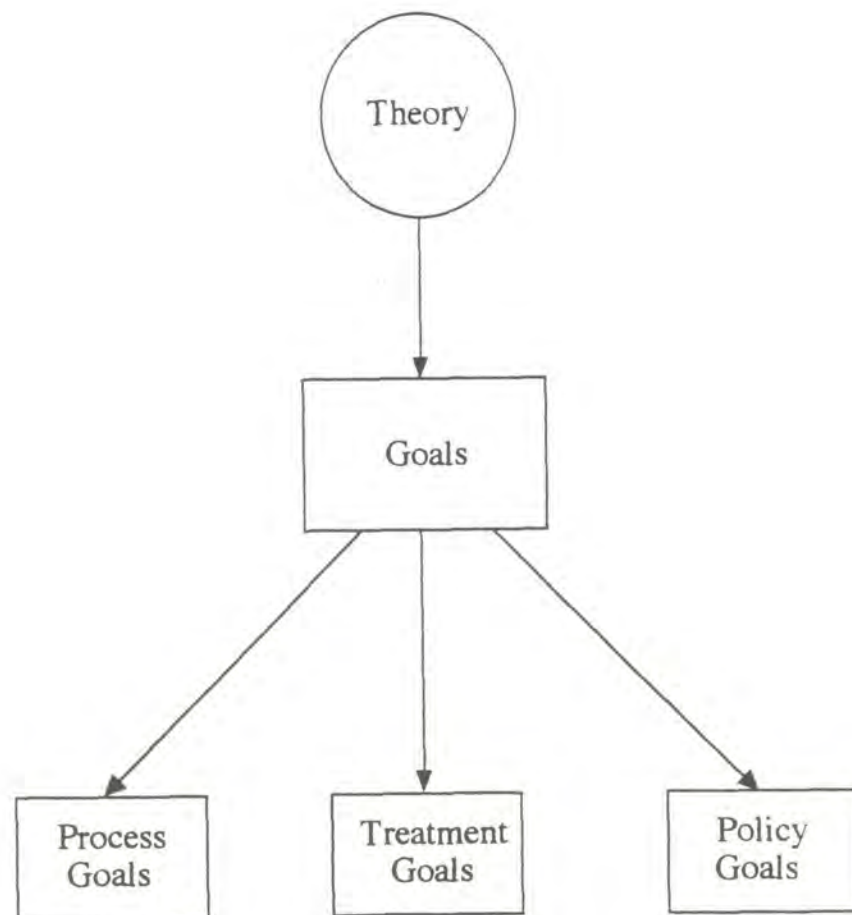 Theory
Goals
Process
Goals
Treatment
Goals
Policy
Goals